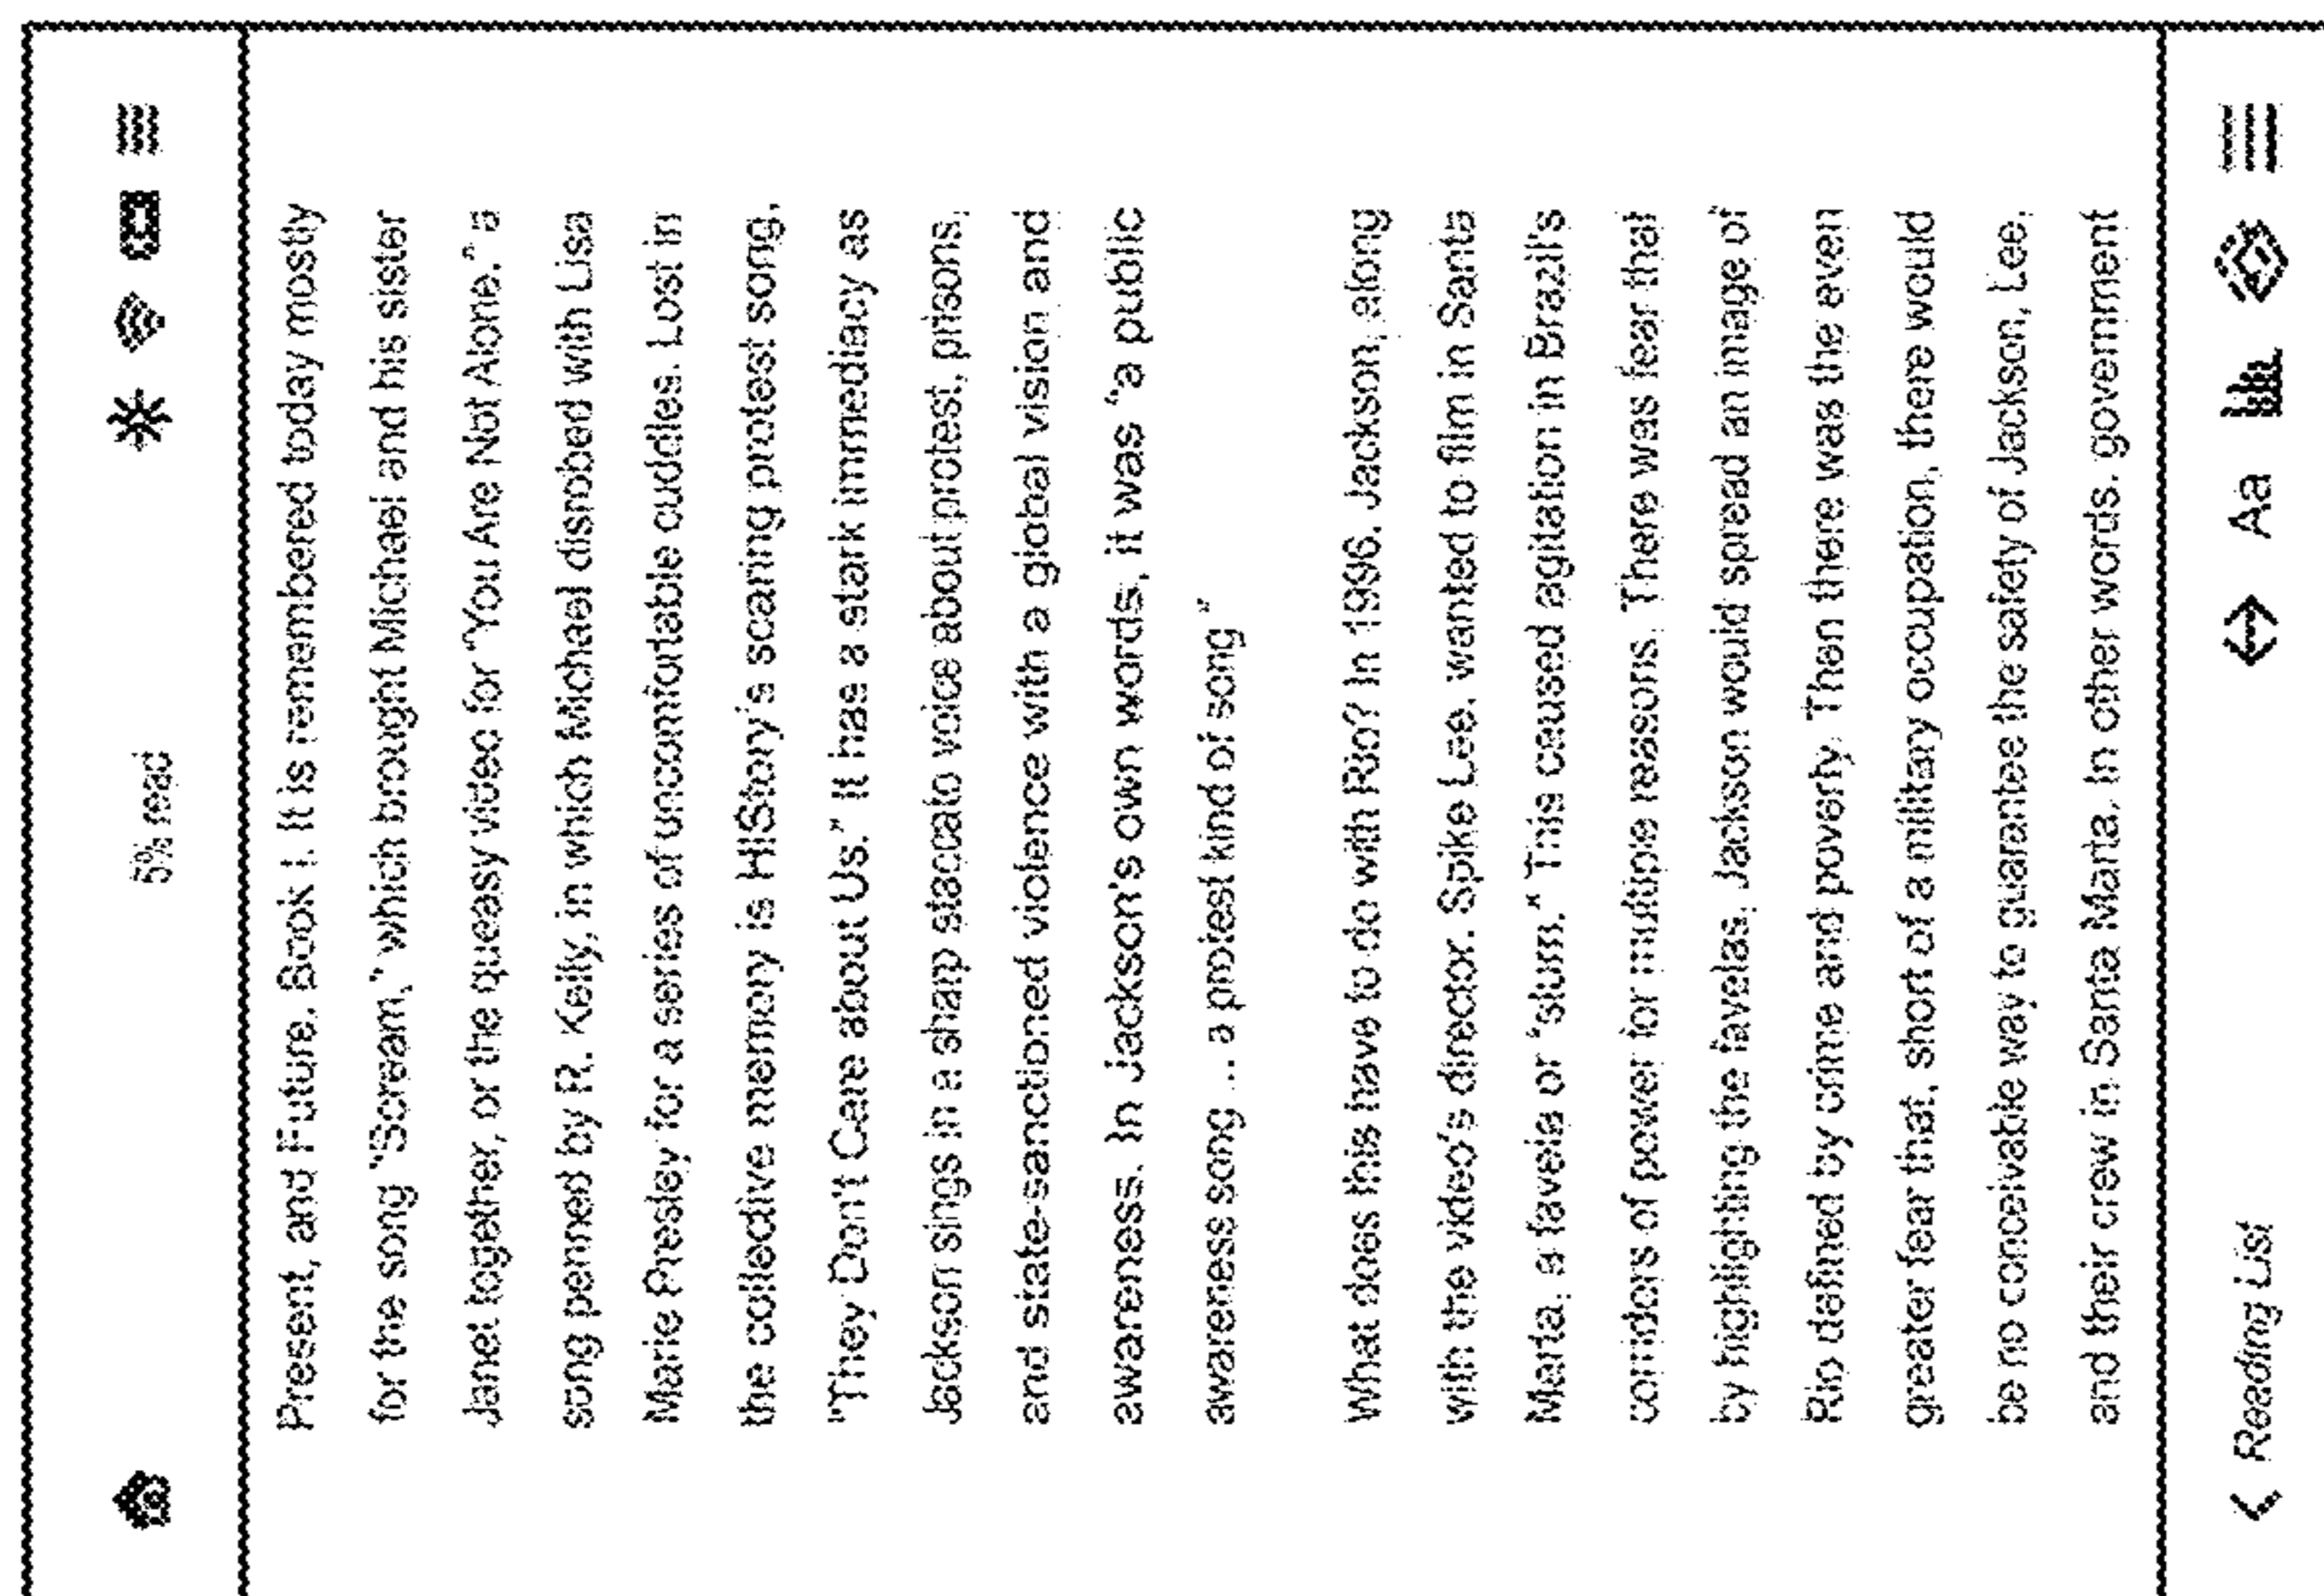 5% read
Present, and Future, Book I. It is remembered today mostly
for the song "Scream," which brought Michael and his sister
Janet together, or the queasy video for "You Are Not Alone," a
song penned by R. Kelly, in which Michael disrobed with Lisa
Marie Presley for a series of uncomfortable cuddles. Lost in
the collective memory is HIStory's scaring protest song,
"They Don't Care about Us." It has a stark immediacy as
Jackson sings in a sharp staccato voice about protest, prisons,
and state-sanctioned violence with a global vision and
awareness. In Jackson's own words, it was "a public
awareness song ... a protest kind of song"
What does this have to do with Rio? In 1996, Jackson, along
with the video's director, Spike Lee, wanted to film in Santa
Marta, a favela or "slum." This caused agitation in Brazil's
corridors of power for multiple reasons. There was fear that
by highlighting the favelas, Jackson would spread an image of
Rio defined by crime and poverty. Then there was the even
greater fear that, short of a military occupation, there would
be no conceivable way to guarantee the safety of Jackson, Lee,
and their crew in Santa Marta. In other words, government
< Reading List Aa